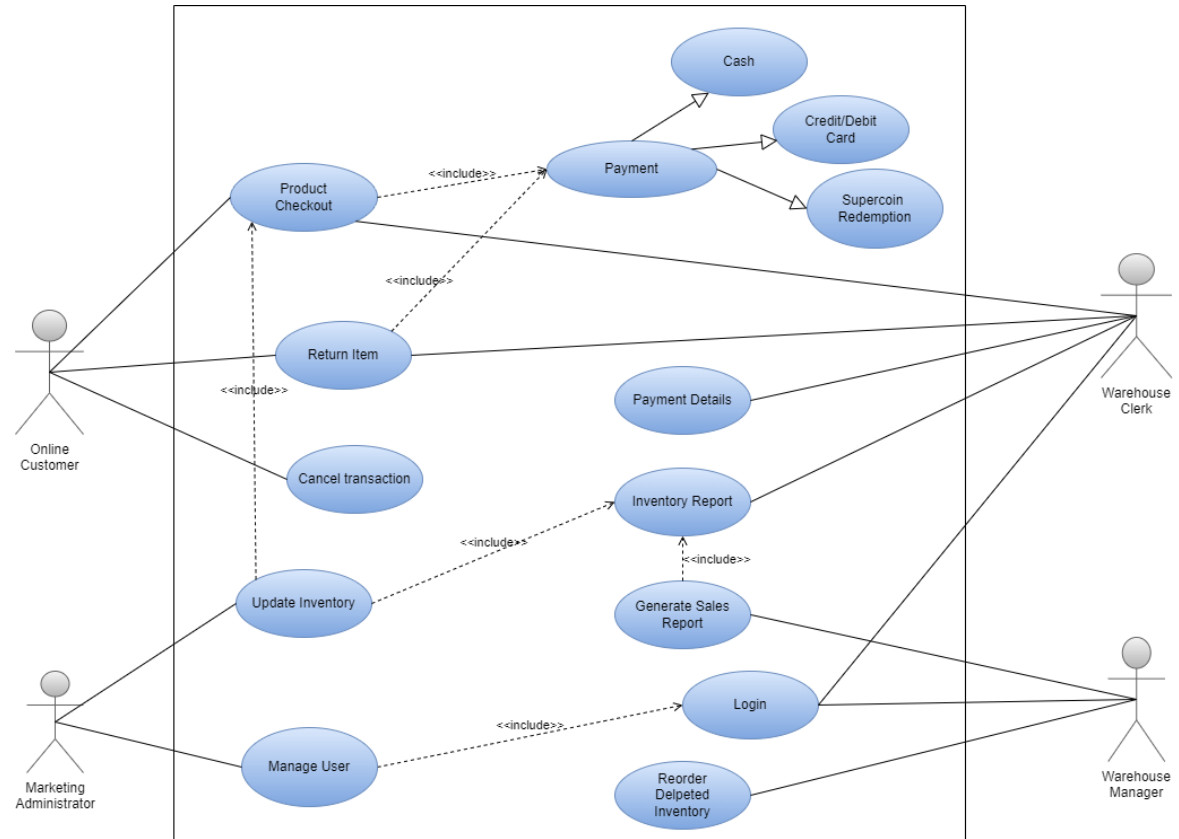 Cash
Credit/Debit
Card
Payment
<<include>>
Product
Checkout
Supercoin
Redemption
<<include>>
Return Item
<<include>>
Payment Details
Warehouse
Clerk
Online
Customer
Cancel transaction
Inventory Report
<<include>>
<<include>>
Update Inventory
Generate Sales
Report
Login
<<include>>
Manage User
Reorder
Delpeted
Inventory
Marketing
Administrator
Warehouse
Manager